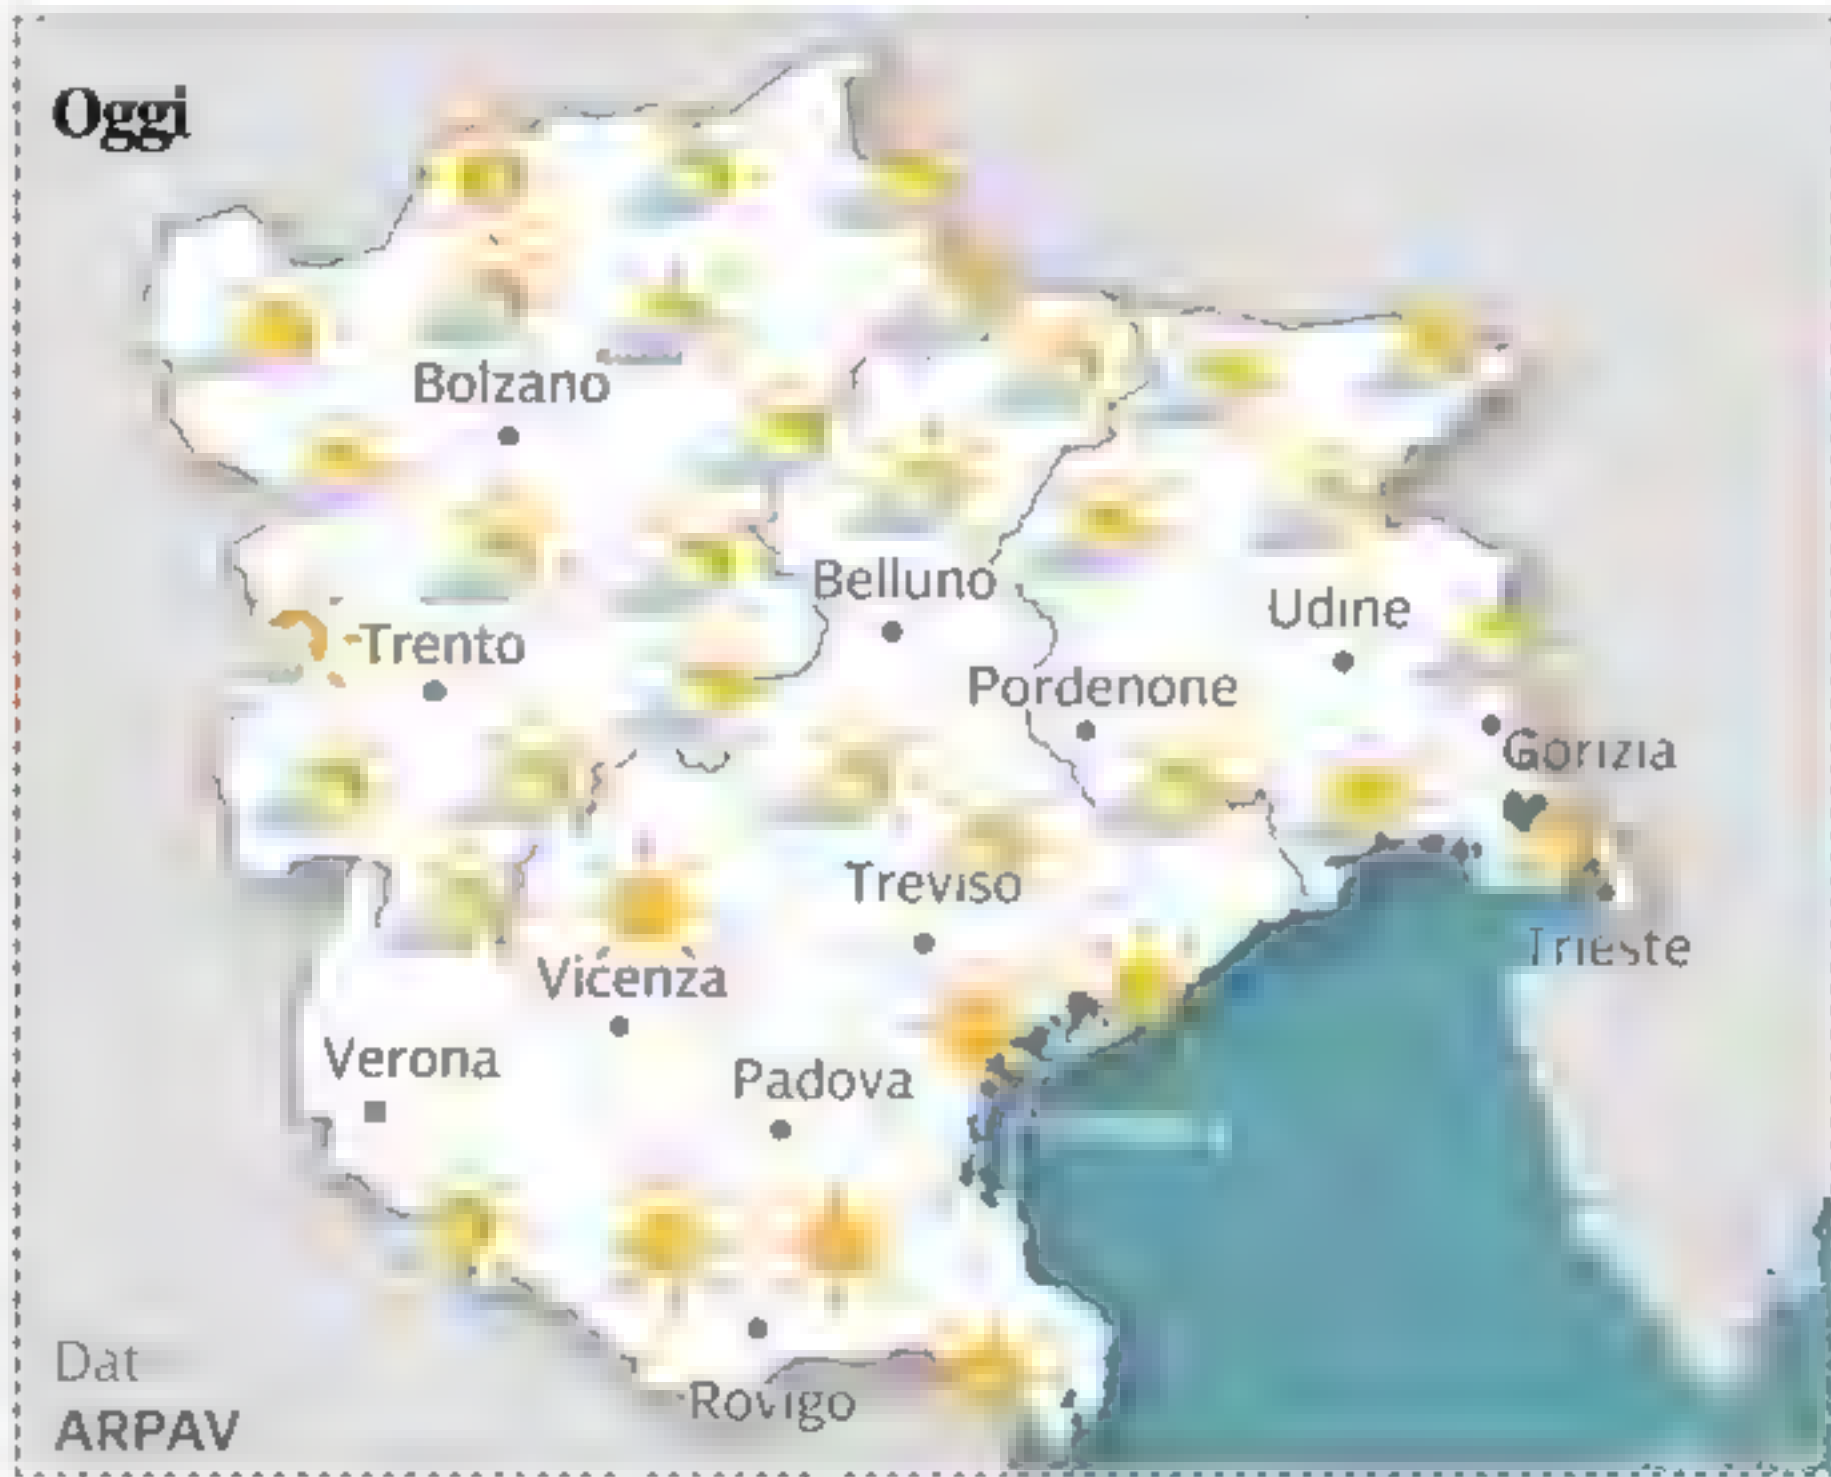 Oggi
Bolzano
Belluno
Udine
Trento
Pordenone
Gorizia
Treviso
Trieste
Vicenza
Verona
Padova
Rovigo
Dat
ARPAV